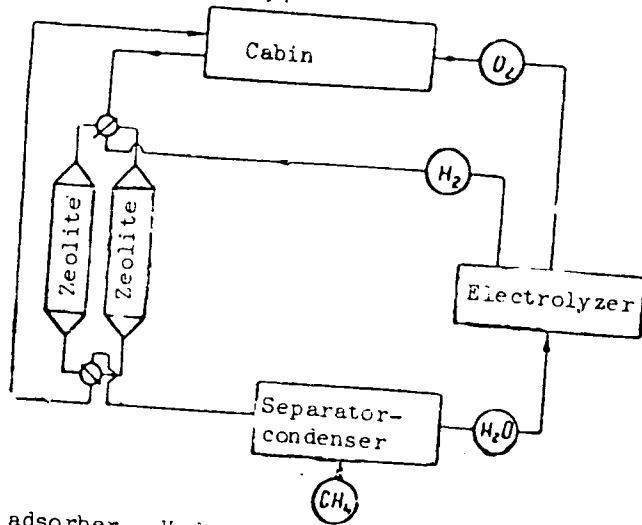 Cabin
O₂
H₂
Zeolite
Zeolite
Electrolyzer
Separator-
condenser
H₂O
CH₄
adsorber